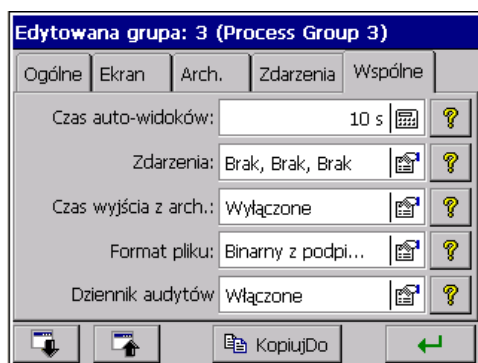 Edytowana grupa: 3 (Process Group 3)
Ogólne Ekran Arch. Zdarzenia Wspólne
Czas auto-widoków: 10 s
Zdarzenia: Brak, Brak, Brak
Czas wyjścia z arch.: Wyłączone
Format pliku: Binarny z podpi...
Dziennik audytów Włączone
KopiujDo